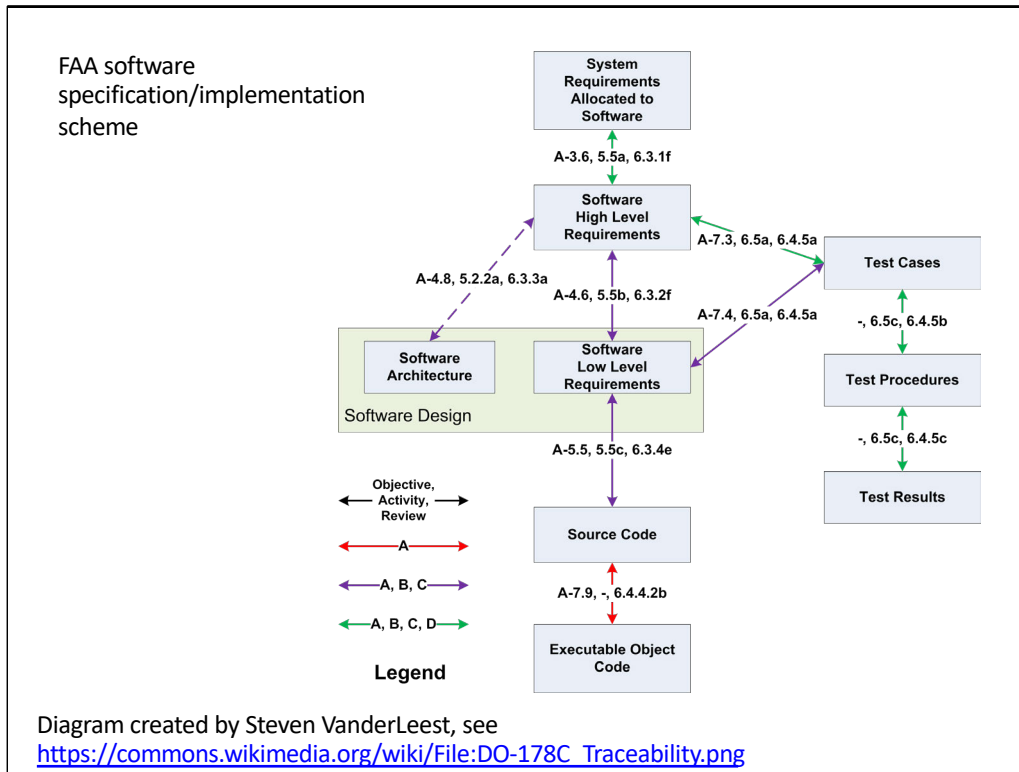 FAA software
specification/implementation
scheme
System
Requirements
Allocated to
Software
A-3.6, 5.5a, 6.3.1f
Software
High Level
Requirements
A-7.3, 6.5a, 6.4.5a
Test Cases
A-4.8, 5.2.2a, 6.3.3a
A-4.6, 5.5b, 6.3.2f
A-7.4, 6.5a, 6.4.5a
-, 6.5c, 6.4.5b
Software
Architecture
Software
Low Level
Requirements
Test Procedures
Software Design
A-5.5, 5.5c, 6.3.4e
-, 6.5c, 6.4.5c
Test Results
Objective,
Activity,
Review
A
A, B, C
A, B, C, D
Legend
Source Code
A-7.9, -, 6.4.4.2b
Executable Object
Code
Diagram created by Steven VanderLeest, see
https://commons.wikimedia.org/wiki/File:DO-178C_Traceability.png